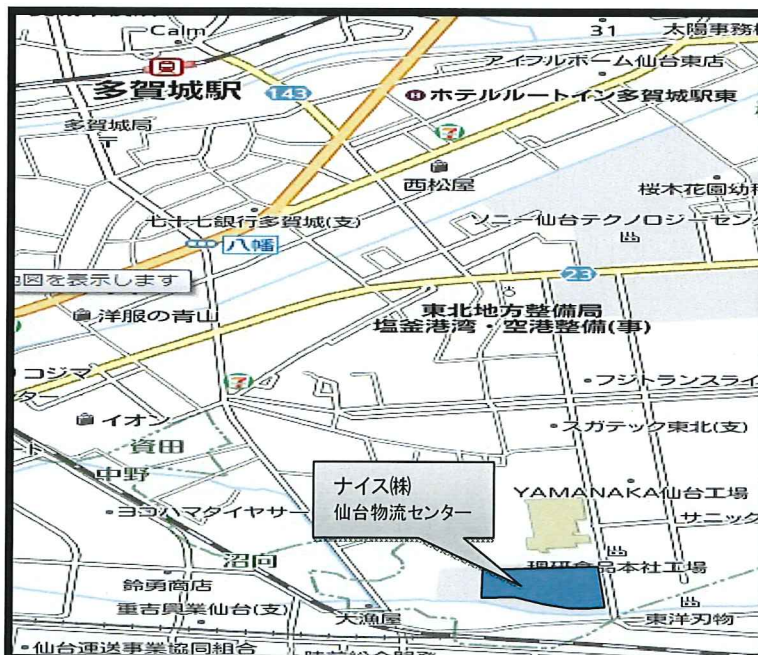 Calm
31
太陽事務機
アイフルホーム仙台東店
多賀城駅
143
ホテルルートイン多賀城駅東
多賀城局
西松屋
桜木花園幼稚
七十七銀行多賀城(支)
ソニー仙台テクノロジーセンタ
八幡
地図を表示します
23
洋服の青山
東北地方整備局
塩釜港湾・空港整備(事)
コジマ
ター
フジトランスライ
イオン
スガテック東北(支)
資田
中野
ート
ナイス㈱
仙台物流センター
YAMANAKA仙台工場
ヨコハマタイヤサー
サニック
沼向
理研食品本社工場
鈴勇商店
重吉興業仙台(支)
大漁屋
東洋刃物
仙台運送事業協同組合